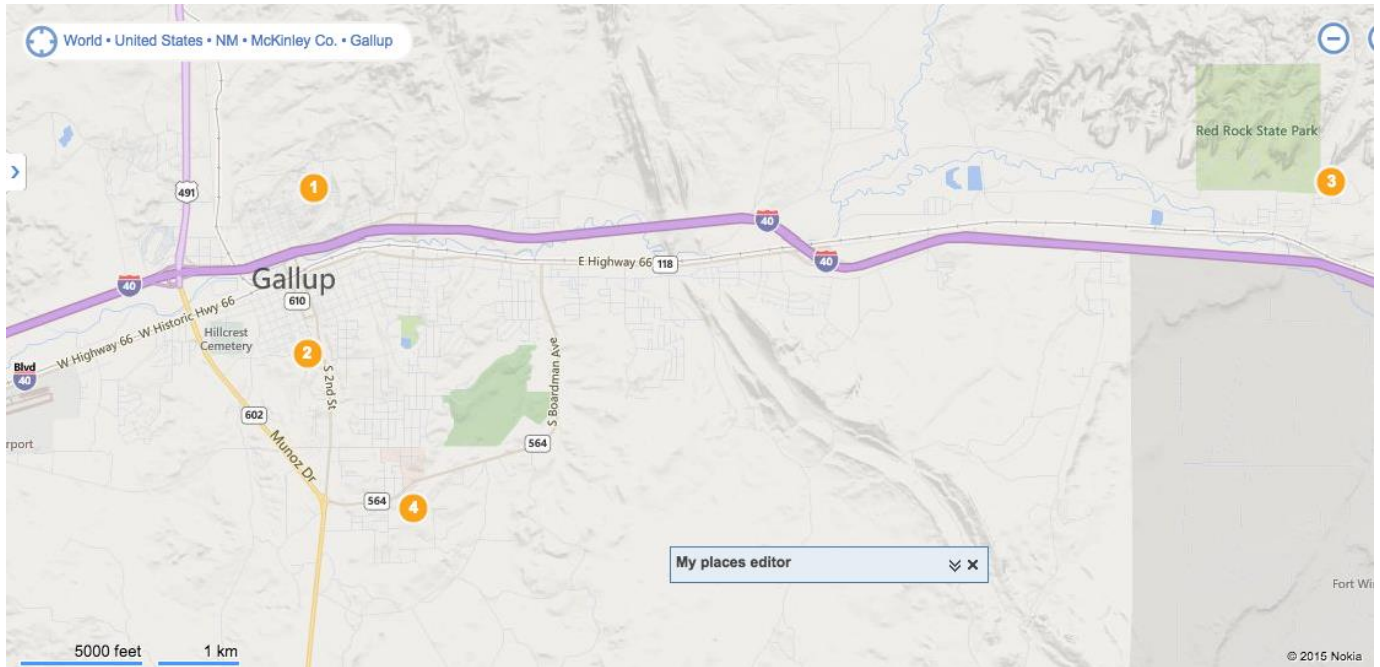 World • United States • NM • McKinley Co. • Gallup
Red Rock State Park
491
1
3
40
E Highway 66
118
40
40
Gallup
610
W Highway 66
W Historic Hwy 66
Hillcrest
Cemetery
2
S 2nd St
Blvd
40
S Boardman Ave
602
Munoz Dr
rport
564
564
4
My places editor
Fort Wi
5000 feet
1 km
© 2015 Nokia